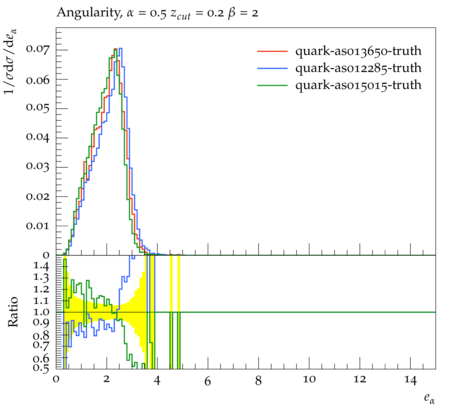 Angularity, α = 0.5 z_cut = 0.2 β = 2
1/σdσ/de_α
quark-as013650-truth
quark-as012285-truth
quark-as015015-truth
0.07
0.06
0.05
0.04
0.03
0.02
0.01
0
Ratio
1.4
1.3
1.2
1.1
1.0
0.9
0.8
0.7
0.6
0.5
0 2 4 6 8 10 12 14
e_α